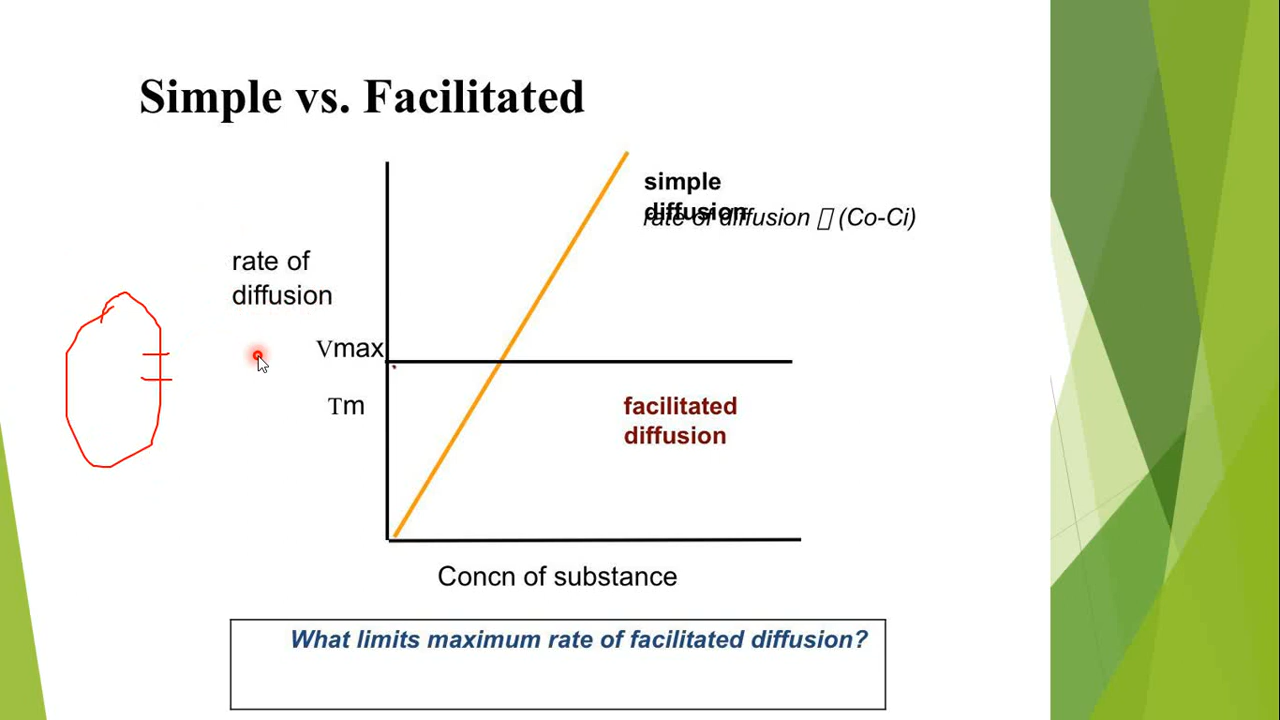 Simple vs. Facilitated
simple
diffusion
rate of diffusion ▯ (Co-Ci)
rate of
diffusion
Vmax
Tm
facilitated
diffusion
Concn of substance
What limits maximum rate of facilitated diffusion?